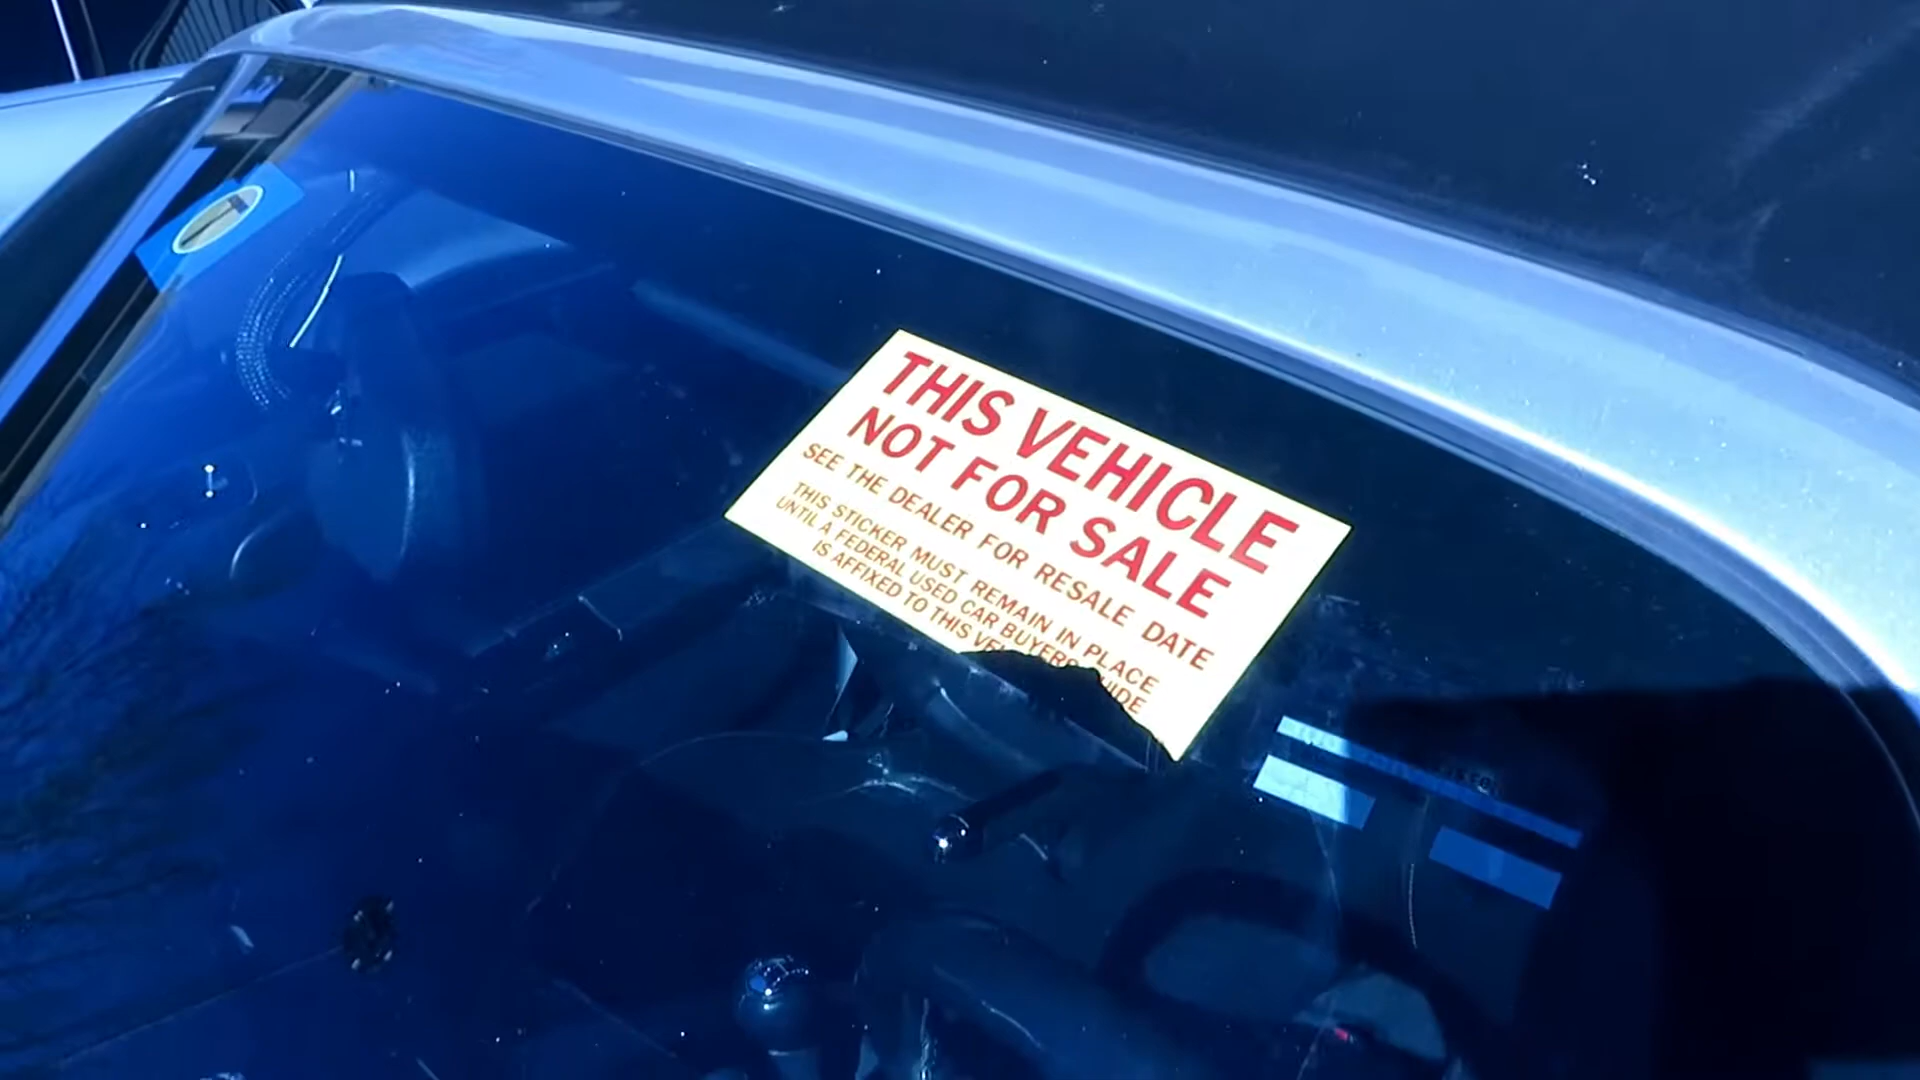 THIS VEHICLE
NOT FOR SALE
SEE THE DEALER FOR RESALE DATE
THIS STICKER MUST REMAIN IN PLACE
UNTIL A FEDERAL USED CAR BUYERS
IS AFFIXED TO THIS